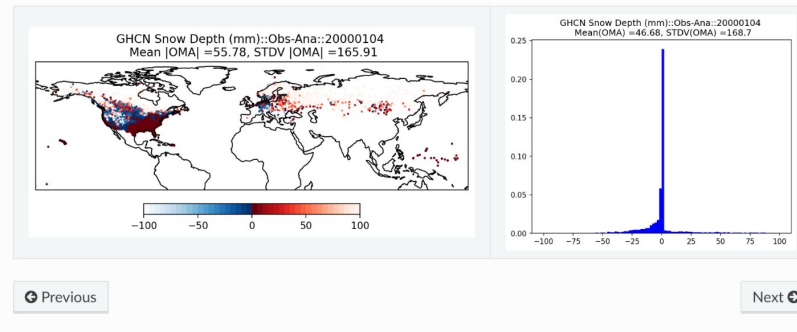 GHCN Snow Depth (mm)::Obs-Ana::20000104
Mean |OMA| =55.78, STDV |OMA| =165.91
−100 −50 0 50 100
GHCN Snow Depth (mm)::Obs-Ana::20000104
Mean(OMA) =46.68, STDV(OMA) =168.7
0.25
0.20
0.15
0.10
0.05
0.00
−100 −75 −50 −25 0 25 50 75 100
Previous
Next